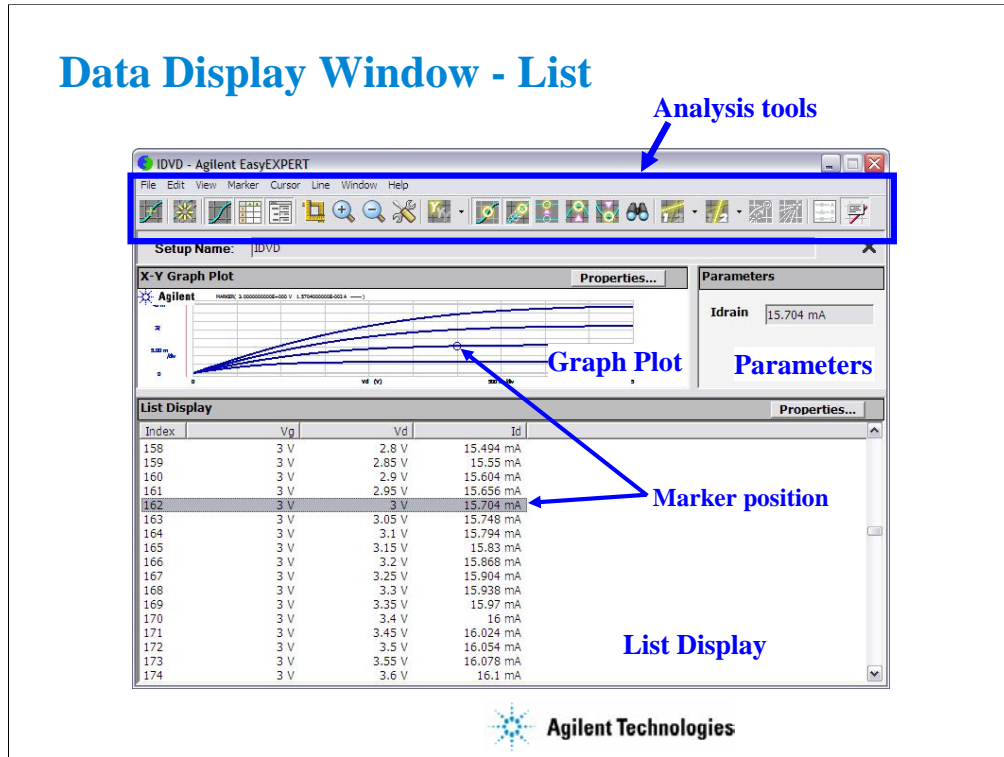 Data Display Window - List
Analysis tools
IDVD - Agilent EasyEXPERT
File Edit View Marker Cursor Line Window Help
Setup Name: IDVD
X-Y Graph Plot Properties... Parameters
Agilent
Idrain 15.704 mA
Graph Plot
Parameters
Vd (V)
List Display Properties...
Index Vg Vd Id
158 3 V 2.8 V 15.494 mA
159 3 V 2.85 V 15.55 mA
160 3 V 2.9 V 15.604 mA
161 3 V 2.95 V 15.656 mA
162 3 V 3 V 15.704 mA
163 3 V 3.05 V 15.748 mA
164 3 V 3.1 V 15.794 mA
165 3 V 3.15 V 15.83 mA
166 3 V 3.2 V 15.868 mA
167 3 V 3.25 V 15.904 mA
168 3 V 3.3 V 15.938 mA
169 3 V 3.35 V 15.97 mA
170 3 V 3.4 V 16 mA
171 3 V 3.45 V 16.024 mA
172 3 V 3.5 V 16.054 mA
173 3 V 3.55 V 16.078 mA
174 3 V 3.6 V 16.1 mA
Marker position
List Display
Agilent Technologies